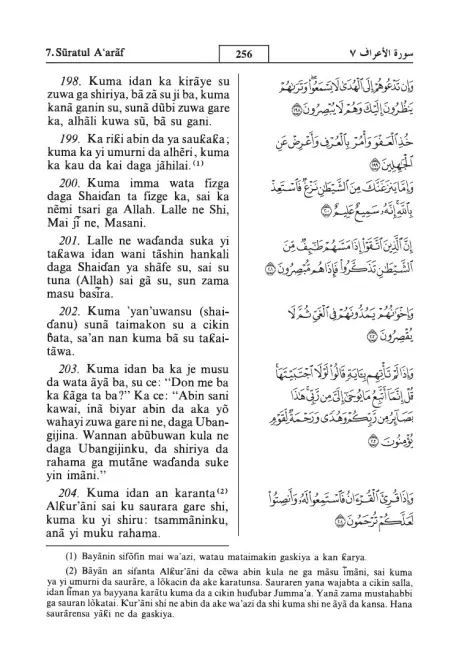 7. Sūratul A'arāf 256 سورة الأعراف ٧
198. Kuma idan ka kirāye su
zuwa ga shiriya, bā zā su ji ba, kuma
kanā ganin su, sunā dūbi zuwa gare
ka, alhāli kuwa sū, bā su gani.
199. Ka riƙi abin da ya sauƙaƙa;
kuma ka yi umurni da alhēri, kuma
ka kau da kai daga jāhilai.(1)
200. Kuma imma wata fizga
daga Shaiɗan ta fizge ka, sai ka
nēmi tsari ga Allah. Lalle ne Shi,
Mai jī ne, Masani.
201. Lalle ne waɗanda suka yi
taƙawa idan wani tāshin hankali
daga Shaiɗan ya shāfe su, sai su
tuna (Allah) sai gā su, sun zama
masu basīra.
202. Kuma 'yan'uwansu (shai-
ɗanu) sunā taimakon su a cikin
ɓata, sa'an nan kuma bā su taƙai-
tāwa.
203. Kuma idan ba ka je musu
da wata āyā ba, su ce: "Don me ba
ka ƙāga ta ba?" Ka ce: "Abin sani
kawai, inā biyar abin da aka yō
wahayi zuwa gare ni ne, daga Uban-
gijina. Wannan abūbuwan kula ne
daga Ubangijinku, da shiriya da
rahama ga mutāne waɗanda suke
yin imāni."
204. Kuma idan an karanta(2)
Alƙur'āni sai ku saurara gare shi,
kuma ku yi shiru: tsammāninku,
anā yi muku rahama.
وَإِن تَدْعُوهُمْ إِلَى ٱلْهُدَىٰ لَا يَسْمَعُوا۟ وَتَرَىٰهُمْ
يَنظُرُونَ إِلَيْكَ وَهُمْ لَا يُبْصِرُونَ ١٩٨
خُذِ ٱلْعَفْوَ وَأْمُرْ بِٱلْعُرْفِ وَأَعْرِضْ عَنِ
ٱلْجَـٰهِلِينَ ١٩٩
وَإِمَّا يَنزَغَنَّكَ مِنَ ٱلشَّيْطَـٰنِ نَزْغٌ فَٱسْتَعِذْ
بِٱللَّهِ إِنَّهُۥ سَمِيعٌ عَلِيمٌ ٢٠٠
إِنَّ ٱلَّذِينَ ٱتَّقَوْا۟ إِذَا مَسَّهُمْ طَـٰٓئِفٌ مِّنَ
ٱلشَّيْطَـٰنِ تَذَكَّرُوا۟ فَإِذَا هُم مُّبْصِرُونَ ٢٠١
وَإِخْوَٰنُهُمْ يَمُدُّونَهُمْ فِى ٱلْغَىِّ ثُمَّ لَا
يُقْصِرُونَ ٢٠٢
وَإِذَا لَمْ تَأْتِهِم بِـَٔايَةٍ قَالُوا۟ لَوْلَا ٱجْتَبَيْتَهَا
قُلْ إِنَّمَآ أَتَّبِعُ مَا يُوحَىٰٓ إِلَىَّ مِن رَّبِّى هَـٰذَا
بَصَآئِرُ مِن رَّبِّكُمْ وَهُدًى وَرَحْمَةٌ لِّقَوْمٍ
يُؤْمِنُونَ ٢٠٣
وَإِذَا قُرِئَ ٱلْقُرْءَانُ فَٱسْتَمِعُوا۟ لَهُۥ وَأَنصِتُوا۟
لَعَلَّكُمْ تُرْحَمُونَ ٢٠٤
(1) Bayānin sifōfin mai wa'azi, watau mataimakin gaskiya a kan ƙarya.
(2) Bāyān an sifanta Alƙur'āni da cēwa abin kula ne ga māsu īmāni, sai kuma
ya yi umurni da saurāre, a lōkacin da ake karatunsa. Sauraren yana wajabta a cikin salla,
idan līman ya bayyana karātu kuma da a cikin huɗubar Jumma'a. Yanā zama mustahabbi
ga sauran lōkatai. Kur'āni shi ne abin da ake wa'azi da shi kuma shi ne āyā da kansa. Hana
saurārensa yāƙi ne da gaskiya.